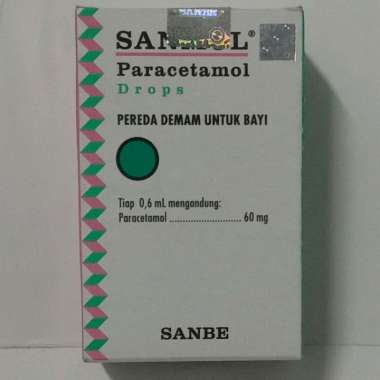 Paracetamol
Drops
PEREDA DEMAM UNTUK BAYI
Tiap 0,6 mL mengandung:
Paracetamol .......................... 60 mg
SANBE